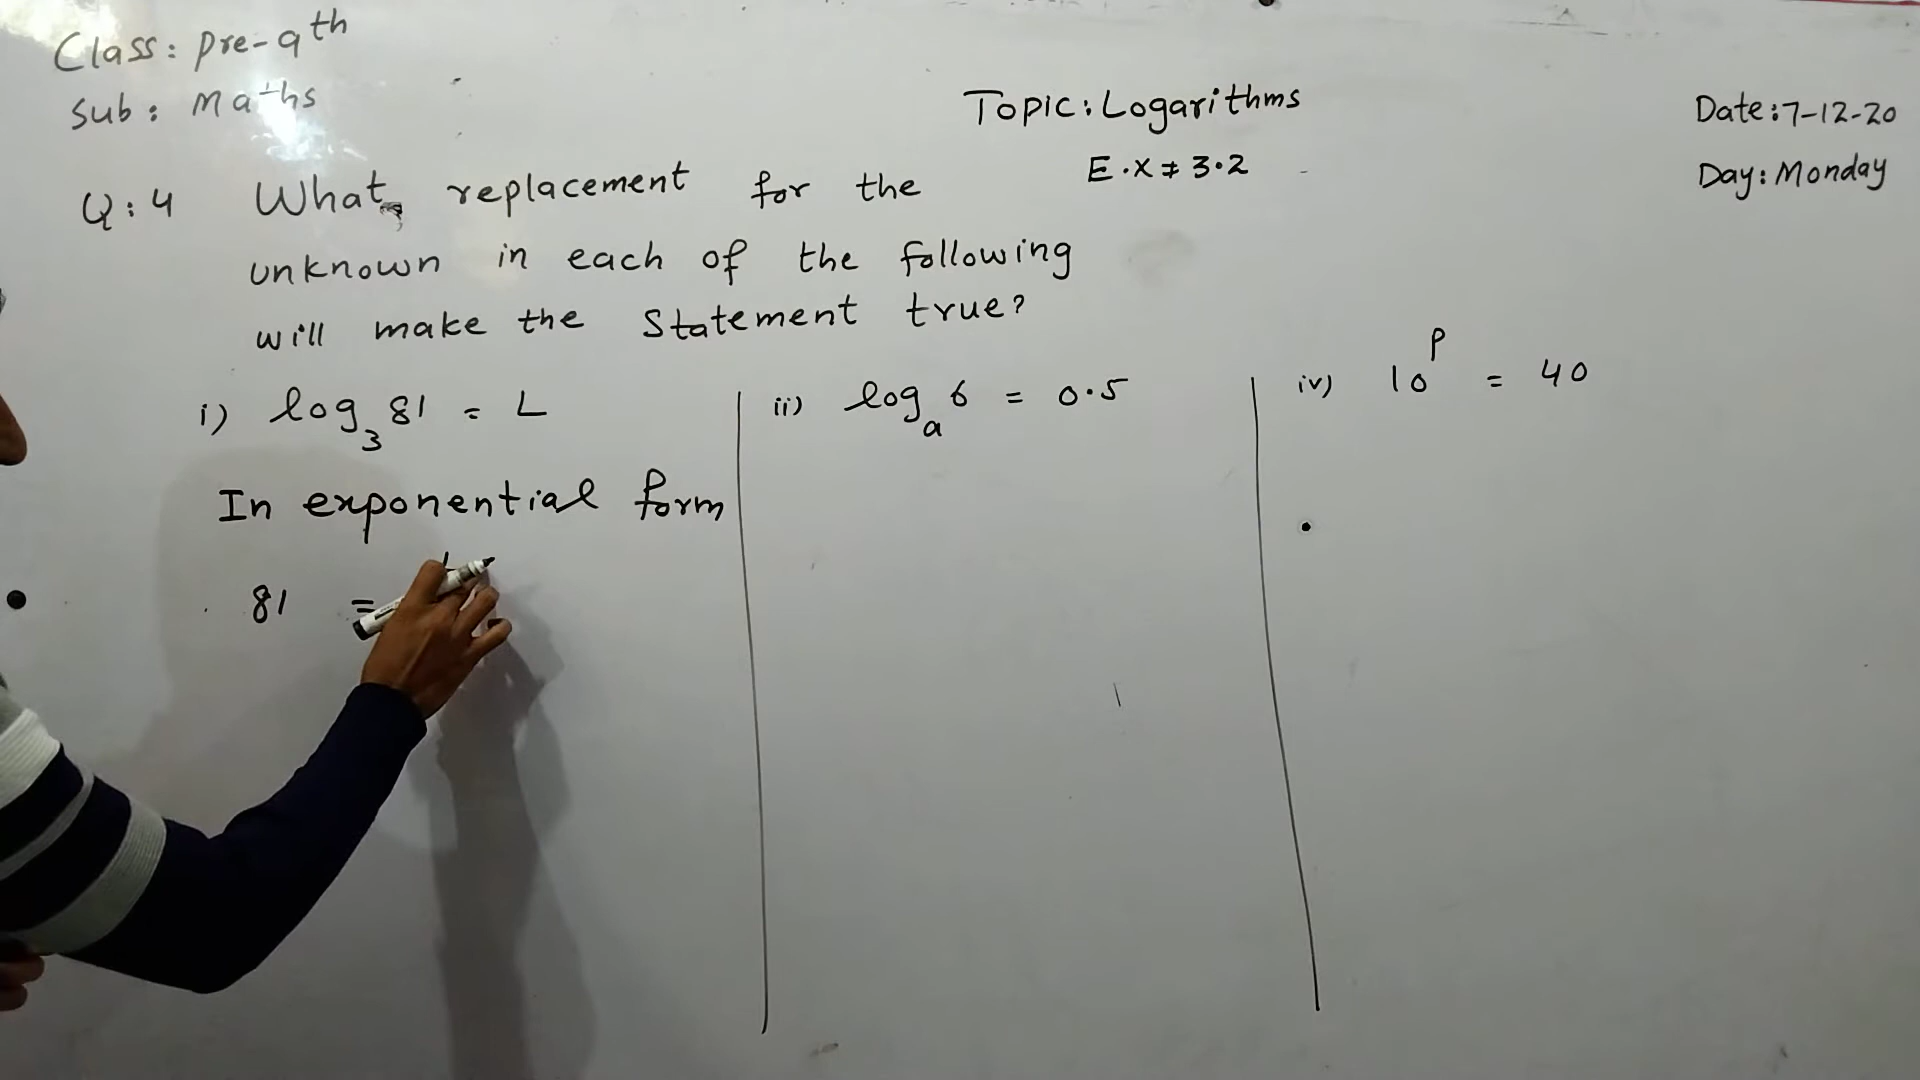 Class: Pre-9th
Sub: Maths
Topic: Logarithms
E.X # 3.2
Date: 7-12-20
Day: Monday
Q:4 What, replacement for the
unknown in each of the following
will make the Statement true?
i) log₃ 81 = L
In exponential form
81 =
ii) logₐ 6 = 0.5
iv) 10ᴾ = 40